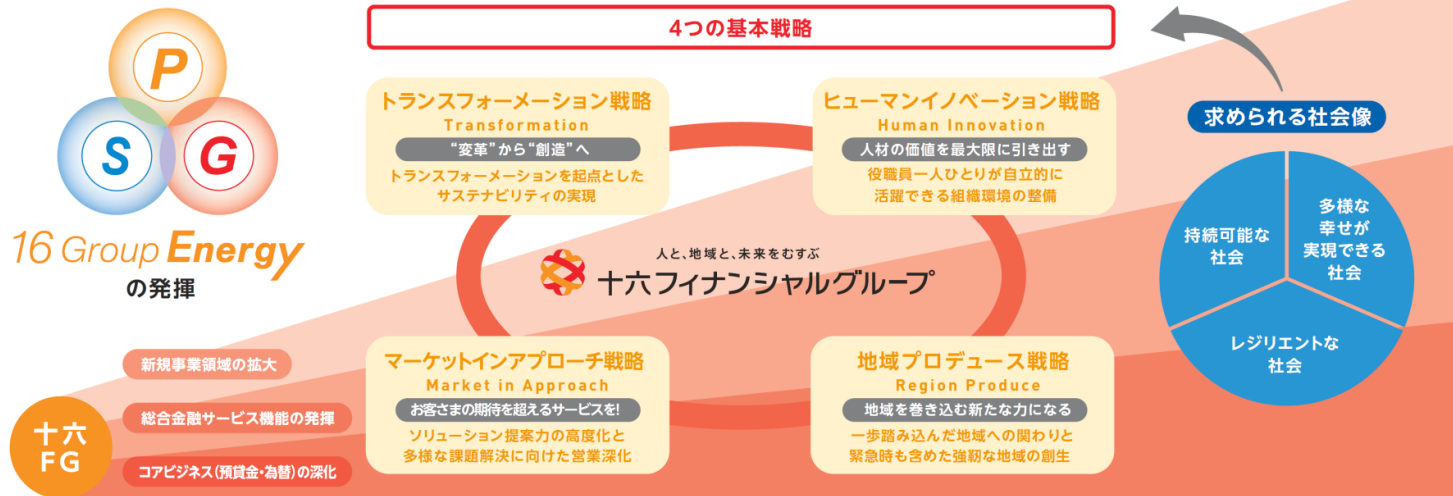 P
S
G
16 Group Energy
の発揮
4つの基本戦略
トランスフォーメーション戦略
Transformation
“変革”から“創造”へ
トランスフォーメーションを起点とした
サステナビリティの実現
ヒューマンイノベーション戦略
Human Innovation
人材の価値を最大限に引き出す
役職員一人ひとりが自立的に
活躍できる組織環境の整備
人と、地域と、未来をむすぶ
十六フィナンシャルグループ
マーケットインアプローチ戦略
Market in Approach
お客さまの期待を超えるサービスを!
ソリューション提案力の高度化と
多様な課題解決に向けた営業深化
地域プロデュース戦略
Region Produce
地域を巻き込む新たな力になる
一歩踏み込んだ地域への関わりと
緊急時も含めた強靭な地域の創生
求められる社会像
持続可能な
社会
多様な
幸せが
実現できる
社会
レジリエントな
社会
十六
FG
新規事業領域の拡大
総合金融サービス機能の発揮
コアビジネス(預貸金・為替)の深化